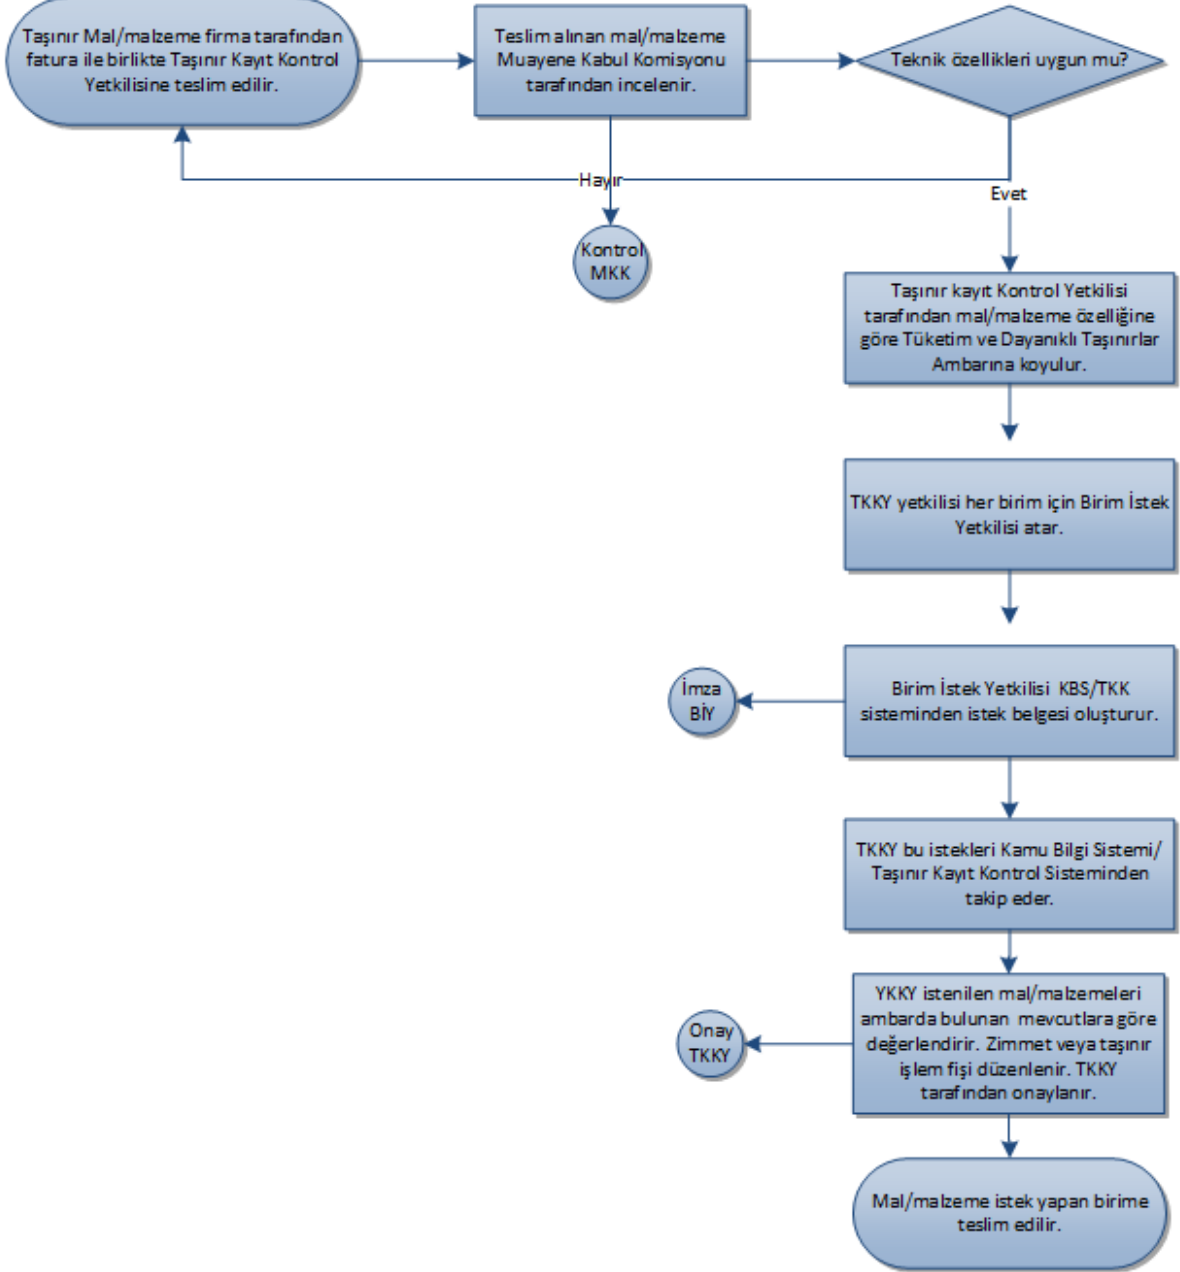 Taşınır Mal/malzeme firma tarafından
fatura ile birlikte Taşınır Kayıt Kontrol
Yetkilisine teslim edilir.
Teslim alınan mal/malzeme
Muayene Kabul Komisyonu
tarafından incelenir.
Teknik özellikleri uygun mu?
Hayır
Evet
Kontrol
MKK
Taşınır kayıt Kontrol Yetkilisi
tarafından mal/malzeme özelliğine
göre Tüketim ve Dayanıklı Taşınırlar
Ambarına koyulur.
TKKY yetkilisi her birim için Birim İstek
Yetkilisi atar.
İmza
BİY
Birim İstek Yetkilisi KBS/TKK
sisteminden istek belgesi oluşturur.
TKKY bu istekleri Kamu Bilgi Sistemi/
Taşınır Kayıt Kontrol Sisteminden
takip eder.
Onay
TKKY
YKKY istenilen mal/malzemeleri
ambarda bulunan mevcutlara göre
değerlendirir. Zimmet veya taşınır
işlem fişi düzenlenir. TKKY
tarafından onaylanır.
Mal/malzeme istek yapan birime
teslim edilir.